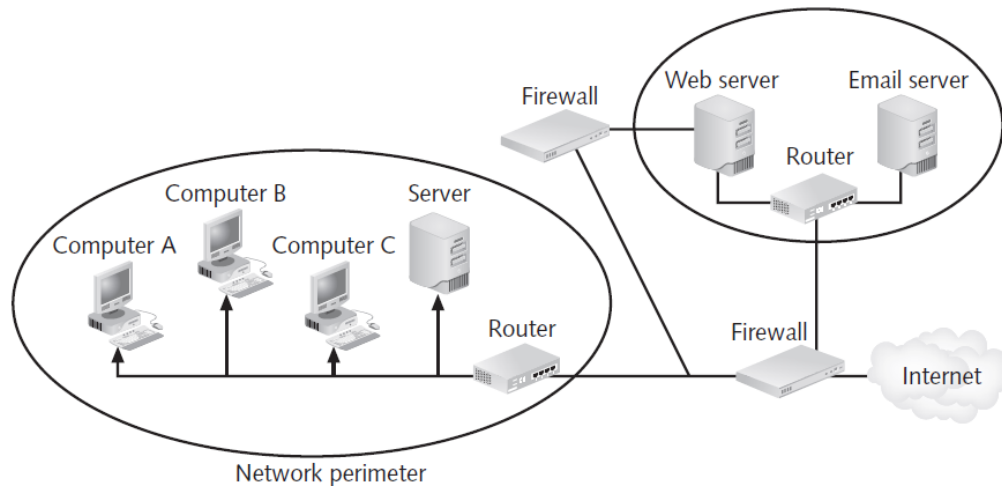 Web server
Email server
Firewall
Router
Computer B
Server
Computer A
Computer C
Router
Firewall
Internet
Network perimeter